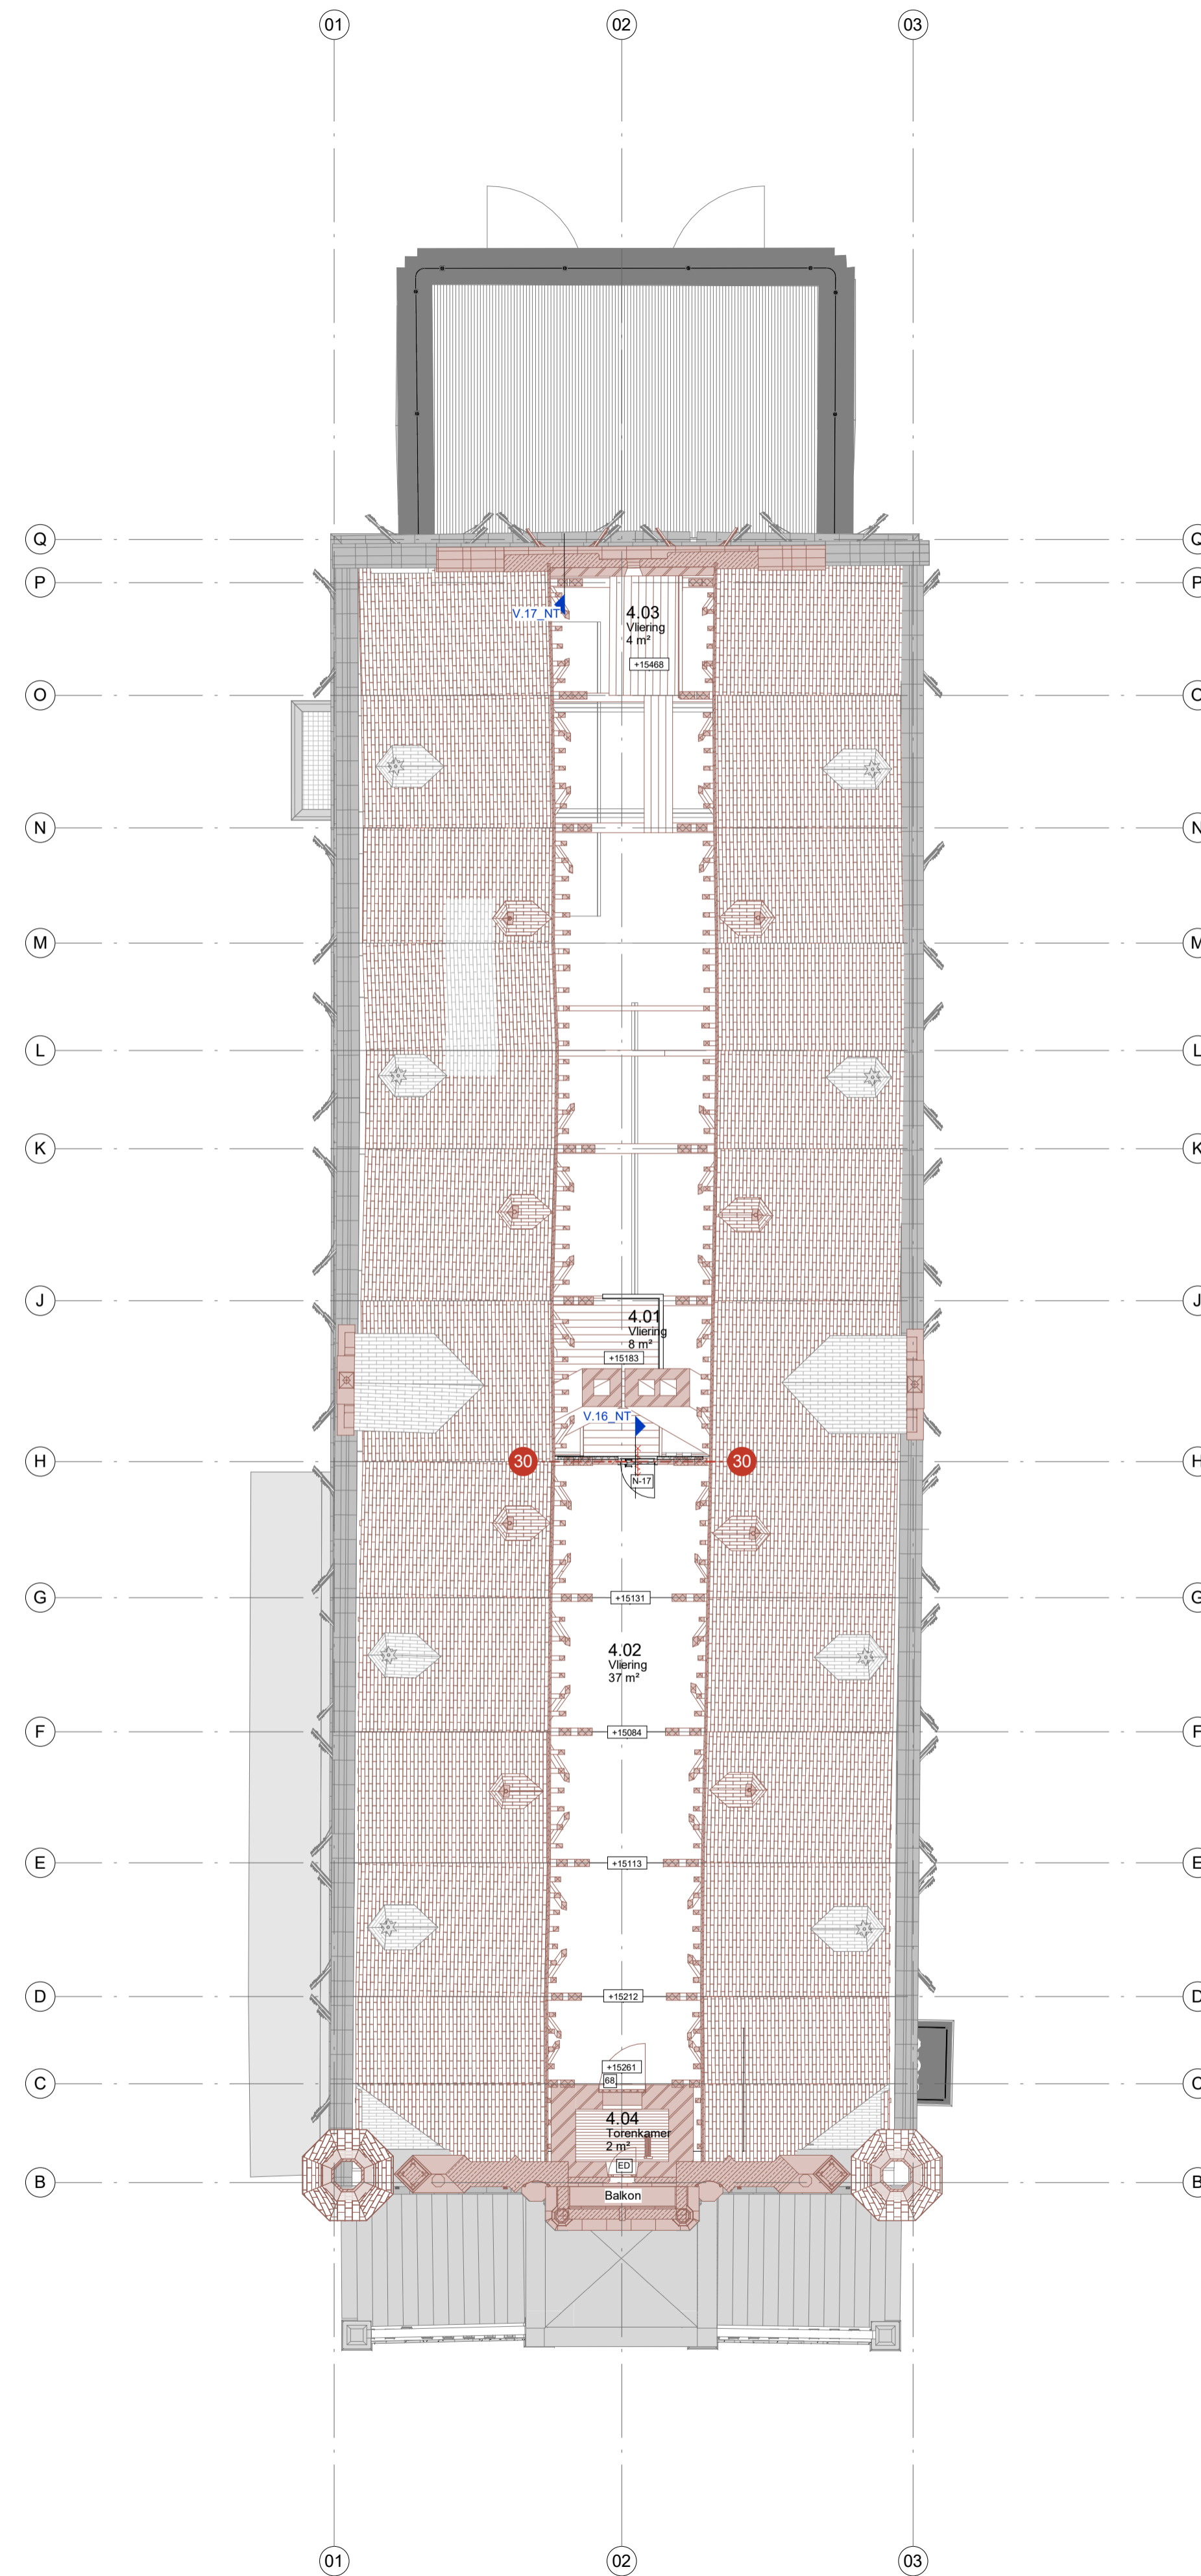 01 02 03
Q Q
P P
V.17_NT
4.03
Vliering
4 m²
+15468
O O
N N
M M
L L
K K
J J
4.01
Vliering
8 m²
+15183
V.16_NT
H 30 30 H
N-17
G +15131 G
4.02
Vliering
37 m²
F +15084 F
E +15113 E
D +15212 D
+15261
68
C C
4.04
Torenkamer
2 m²
ED
B B
Balkon
01 02 03